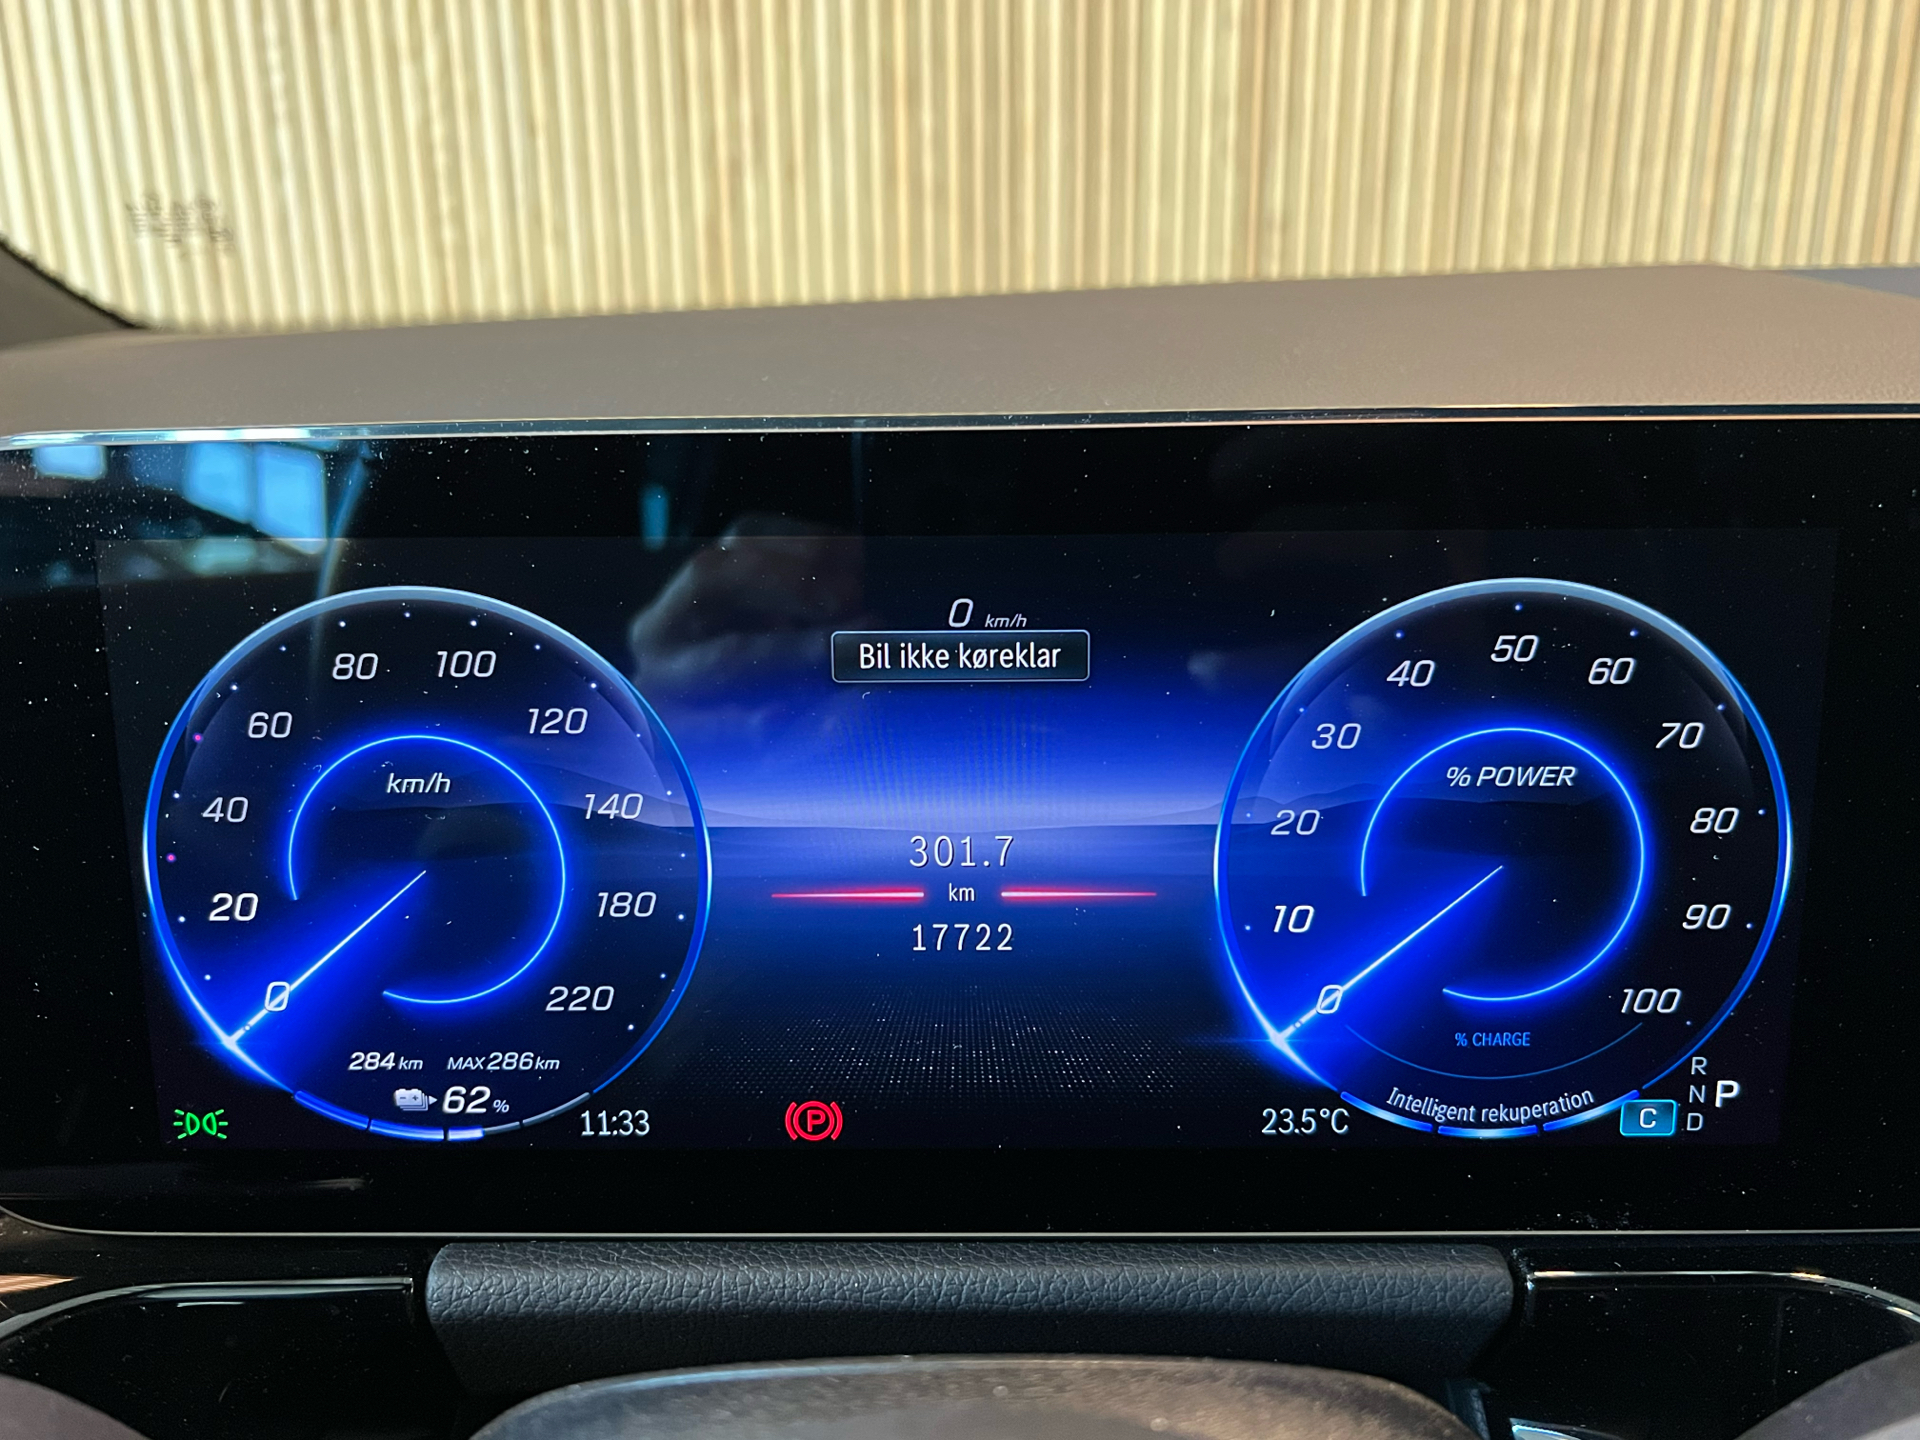 0 km/h
Bil ikke køreklar
80 100
60 120
km/h
40 140
20 180
0 220
284 km MAX 286 km
62 %
11:33
301.7
km
17722
P
50
40 60
30 70
% POWER
20 80
10 90
0 100
% CHARGE
Intelligent rekuperation
23.5°C
C
R
N P
D